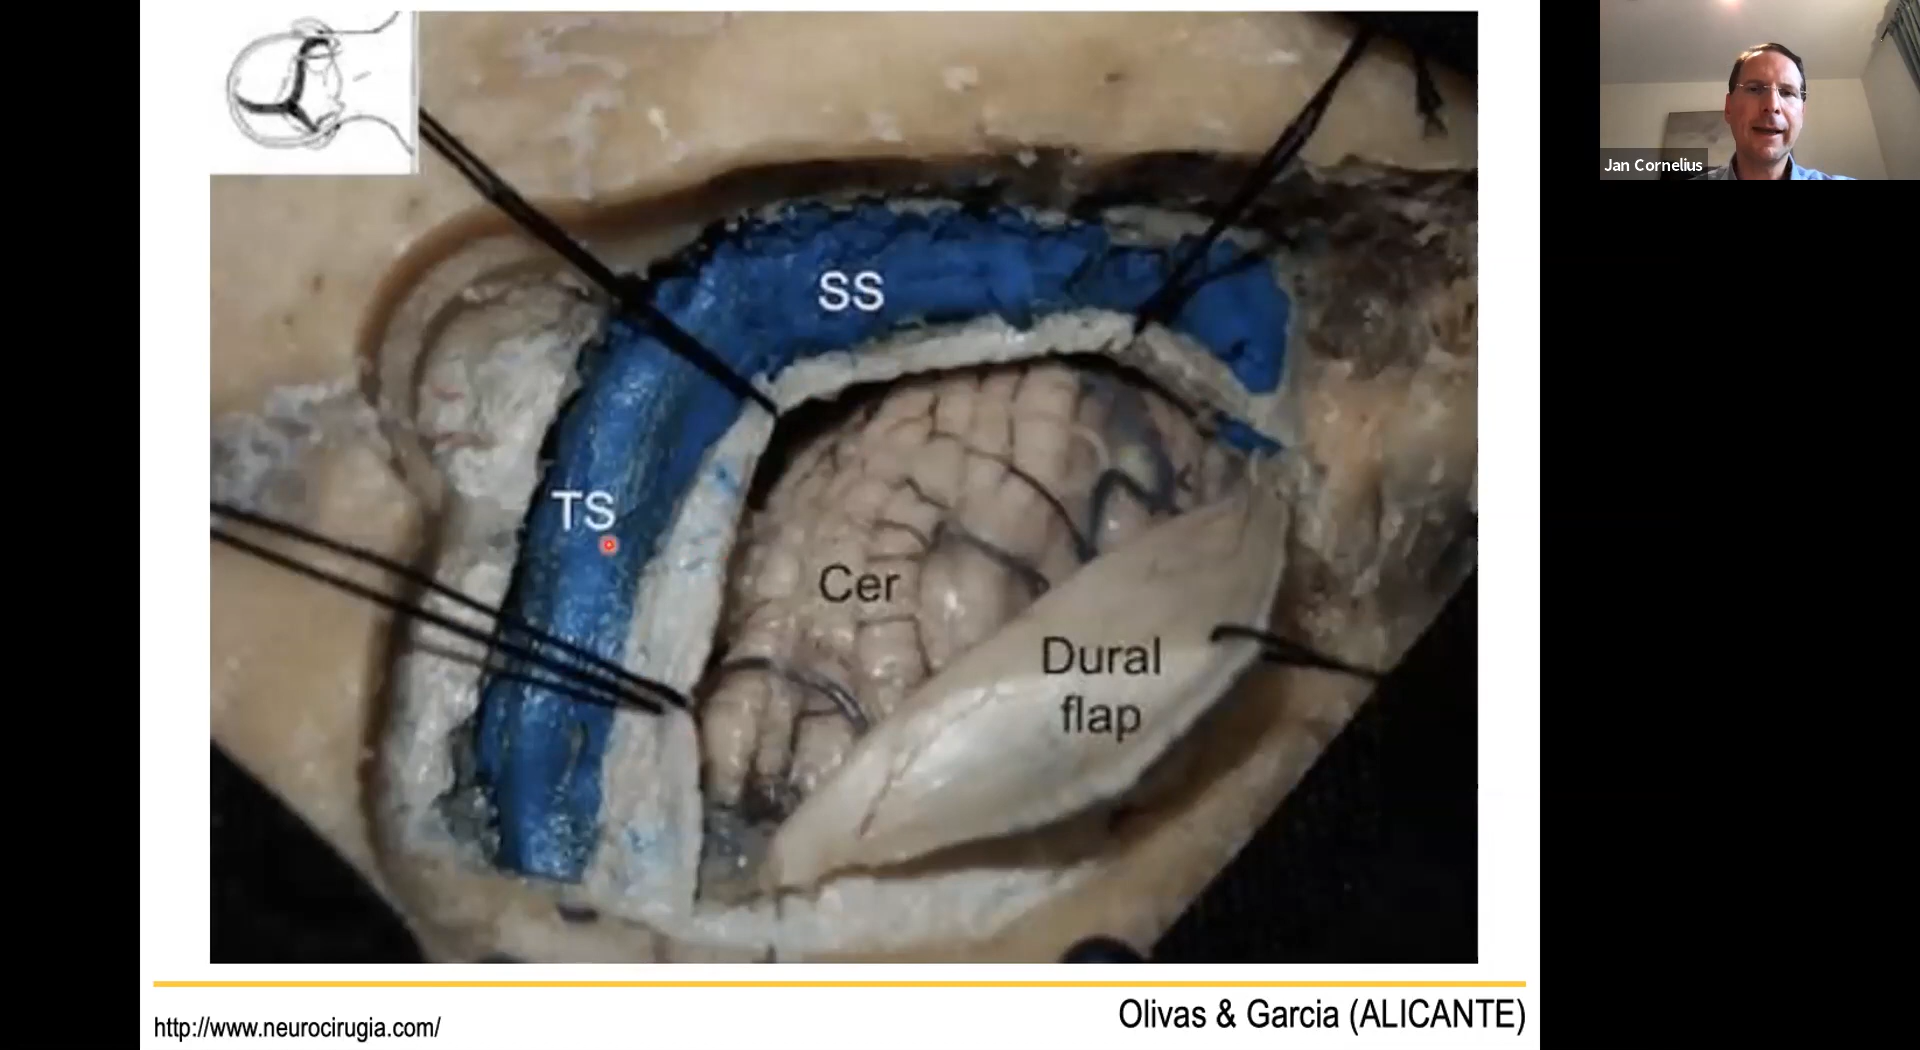 Jan Cornelius
SS
TS
Cer
Dural
flap
http://www.neurocirugia.com/
Olivas & Garcia (ALICANTE)